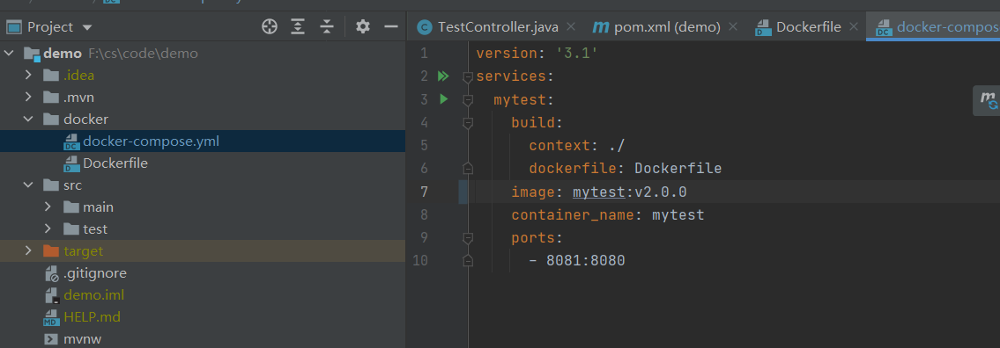 Project
TestController.java
pom.xml (demo)
Dockerfile
docker-compose
demo F:\cs\code\demo
.idea
.mvn
docker
docker-compose.yml
Dockerfile
src
main
test
target
.gitignore
demo.iml
HELP.md
mvnw
1 version: '3.1'
2 services:
3 mytest:
4 build:
5 context: ./
6 dockerfile: Dockerfile
7 image: mytest:v2.0.0
8 container_name: mytest
9 ports:
10 - 8081:8080